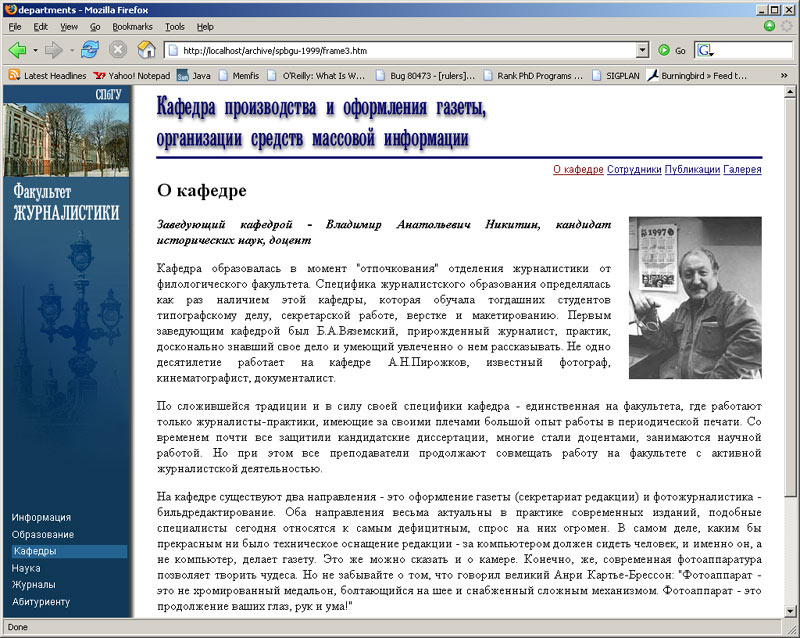 departments - Mozilla Firefox
File Edit View Go Bookmarks Tools Help
http://localhost/archive/spbgu-1999/frame3.htm Go G
Latest Headlines Yahoo! Notepad Java Memfis O'Reilly: What Is W... Bug 80473 - [rulers]... Rank PhD Programs ... SIGPLAN Burningbird » Feed t... »
СПбГУ
Факультет
ЖУРНАЛИСТИКИ
Информация
Образование
Кафедры
Наука
Журналы
Абитуриенту
Кафедра производства и оформления газеты,
организации средств массовой информации
О кафедре Сотрудники Публикации Галерея
О кафедре
Заведующий кафедрой - Владимир Анатольевич Никитин, кандидат
исторических наук, доцент
1997
Кафедра образовалась в момент "отпочкования" отделения журналистики от
филологического факультета. Специфика журналистского образования определялась
как раз наличием этой кафедры, которая обучала тогдашних студентов
типографскому делу, секретарской работе, верстке и макетированию. Первым
заведующим кафедрой был Б.А.Вяземский, прирожденный журналист, практик,
досконально знавший свое дело и умеющий увлеченно о нем рассказывать. Не одно
десятилетие работает на кафедре А.Н.Пирожков, известный фотограф,
кинематографист, документалист.
По сложившейся традиции и в силу своей специфики кафедра - единственная на факультета, где работают
только журналисты-практики, имеющие за своими плечами большой опыт работы в периодической печати. Со
временем почти все защитили кандидатские диссертации, многие стали доцентами, занимаются научной
работой. Но при этом все преподаватели продолжают совмещать работу на факультете с активной
журналистской деятельностью.
На кафедре существуют два направления - это оформление газеты (секретариат редакции) и фотожурналистика -
бильдредактирование. Оба направления весьма актуальны в практике современных изданий, подобные
специалисты сегодня относятся к самым дефицитным, спрос на них огромен. В самом деле, каким бы
прекрасным ни было техническое оснащение редакции - за компьютером должен сидеть человек, и именно он, а
не компьютер, делает газету. Это же можно сказать и о камере. Конечно, же, современная фотоаппаратура
позволяет творить чудеса. Но не забывайте о том, что говорил великий Анри Картье-Брессон: "Фотоаппарат -
это не хромированный медальон, болтающийся на шее и снабженный сложным механизмом. Фотоаппарат - это
продолжение ваших глаз, рук и ума!"
Done